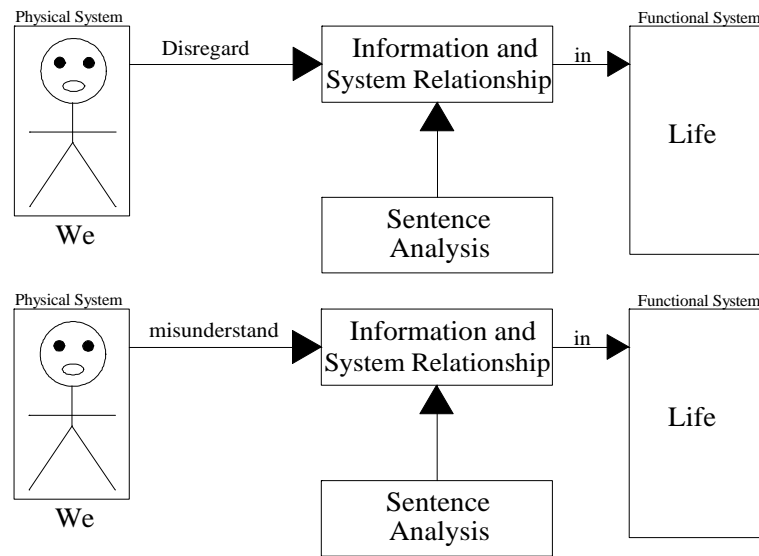 Physical System
Functional System
Disregard
Information and
System Relationship
in
Life
We
Sentence
Analysis
Physical System
Functional System
misunderstand
Information and
System Relationship
in
Life
We
Sentence
Analysis